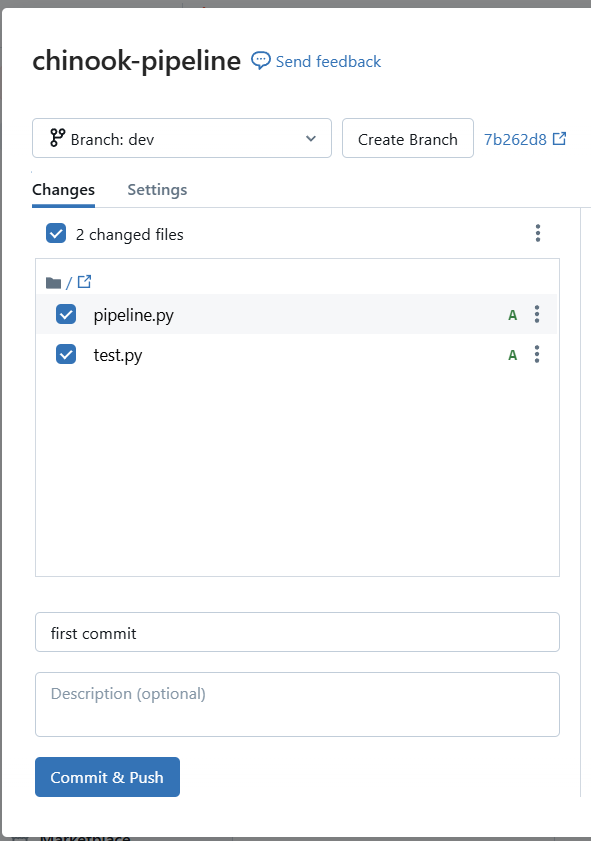 chinook-pipeline Send feedback
Branch: dev Create Branch 7b262d8
Changes Settings
2 changed files
/
pipeline.py A
test.py A
first commit
Description (optional)
Commit & Push
Marketplace